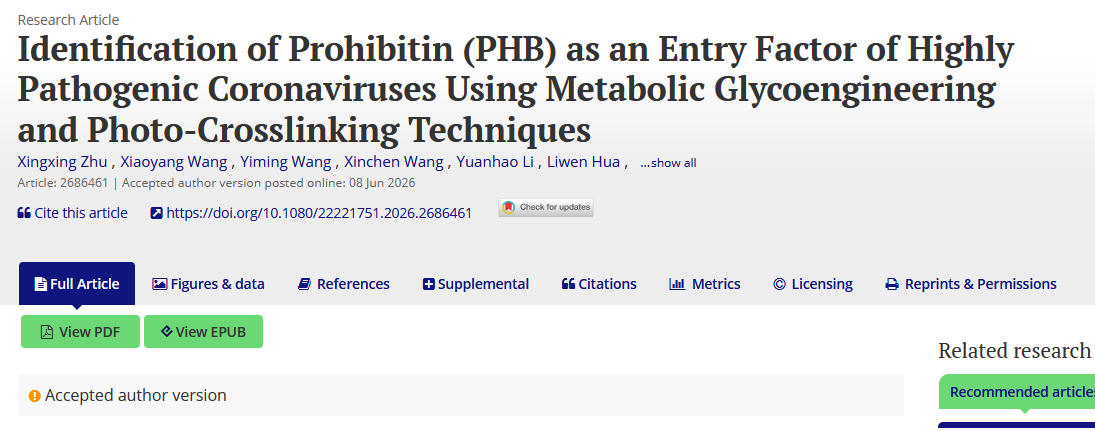 Research Article
Identification of Prohibitin (PHB) as an Entry Factor of Highly
Pathogenic Coronaviruses Using Metabolic Glycoengineering
and Photo-Crosslinking Techniques
Xingxing Zhu , Xiaoyang Wang , Yiming Wang , Xinchen Wang , Yuanhao Li , Liwen Hua , ...show all
Article: 2686461 | Accepted author version posted online: 08 Jun 2026
Cite this article https://doi.org/10.1080/22221751.2026.2686461 Check for updates
Full Article Figures & data References Supplemental Citations Metrics Licensing Reprints & Permissions
View PDF View EPUB
Related research
Recommended articles
Accepted author version